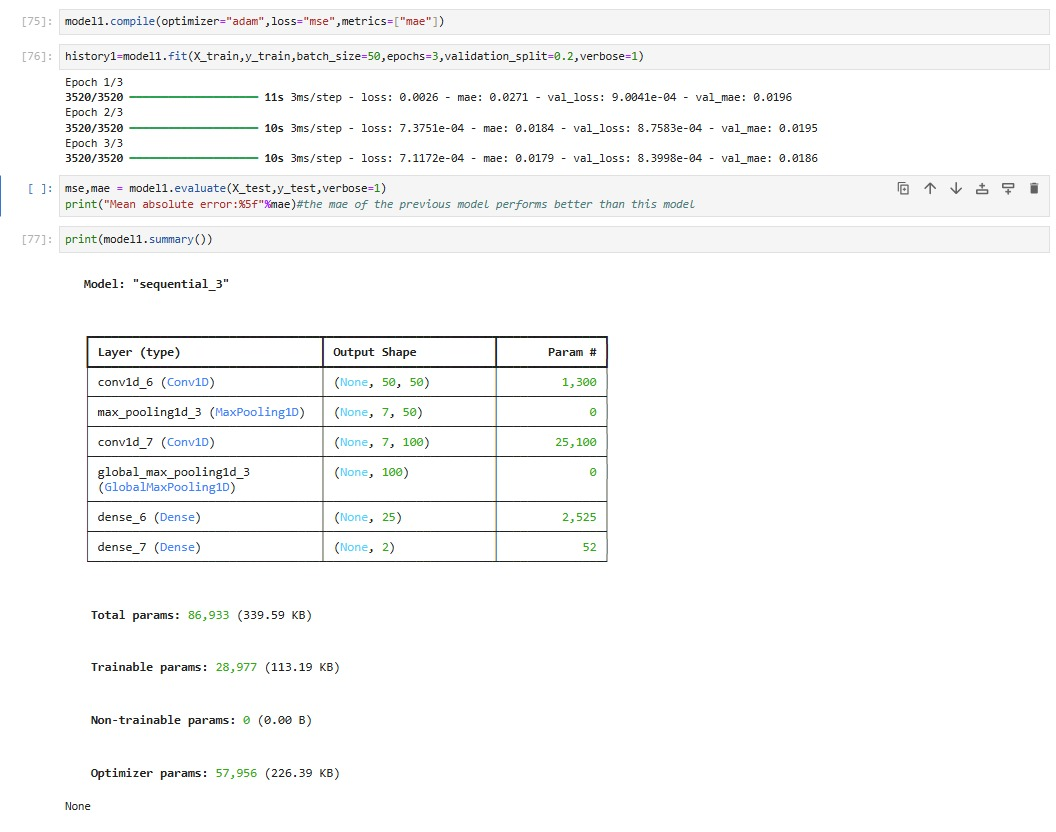 [75]: model1.compile(optimizer="adam",loss="mse",metrics=["mae"])
[76]: history1=model1.fit(X_train,y_train,batch_size=50,epochs=3,validation_split=0.2,verbose=1)
Epoch 1/3
3520/3520 11s 3ms/step - loss: 0.0026 - mae: 0.0271 - val_loss: 9.0041e-04 - val_mae: 0.0196
Epoch 2/3
3520/3520 10s 3ms/step - loss: 7.3751e-04 - mae: 0.0184 - val_loss: 8.7583e-04 - val_mae: 0.0195
Epoch 3/3
3520/3520 10s 3ms/step - loss: 7.1172e-04 - mae: 0.0179 - val_loss: 8.3998e-04 - val_mae: 0.0186
[ ]: mse,mae = model1.evaluate(X_test,y_test,verbose=1)
print("Mean absolute error:%5f"%mae)#the mae of the previous model performs better than this model
[77]: print(model1.summary())
Model: "sequential_3"
Layer (type) Output Shape Param #
conv1d_6 (Conv1D) (None, 50, 50) 1,300
max_pooling1d_3 (MaxPooling1D) (None, 7, 50) 0
conv1d_7 (Conv1D) (None, 7, 100) 25,100
global_max_pooling1d_3 (None, 100) 0
(GlobalMaxPooling1D)
dense_6 (Dense) (None, 25) 2,525
dense_7 (Dense) (None, 2) 52
Total params: 86,933 (339.59 KB)
Trainable params: 28,977 (113.19 KB)
Non-trainable params: 0 (0.00 B)
Optimizer params: 57,956 (226.39 KB)
None